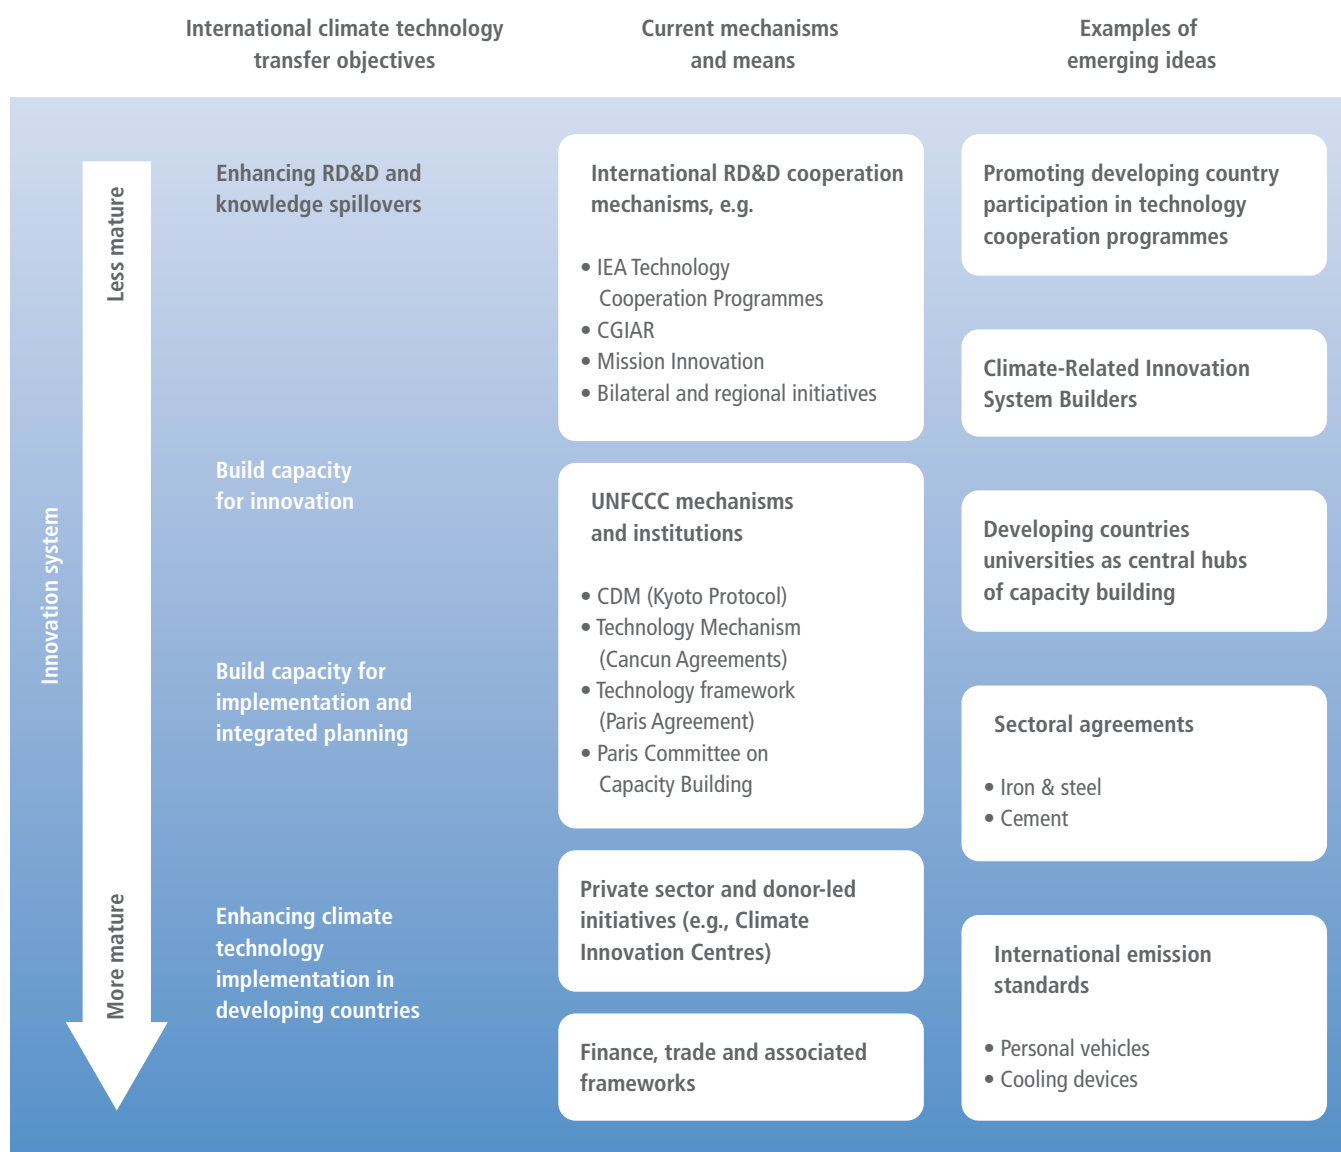 International climate technology
transfer objectives
Current mechanisms
and means
Examples of
emerging ideas
Innovation system
Less mature
More mature
Enhancing RD&D and
knowledge spillovers
Build capacity
for innovation
Build capacity for
implementation and
integrated planning
Enhancing climate
technology
implementation in
developing countries
International RD&D cooperation
mechanisms, e.g.
• IEA Technology
Cooperation Programmes
• CGIAR
• Mission Innovation
• Bilateral and regional initiatives
UNFCCC mechanisms
and institutions
• CDM (Kyoto Protocol)
• Technology Mechanism
(Cancun Agreements)
• Technology framework
(Paris Agreement)
• Paris Committee on
Capacity Building
Private sector and donor-led
initiatives (e.g., Climate
Innovation Centres)
Finance, trade and associated
frameworks
Promoting developing country
participation in technology
cooperation programmes
Climate-Related Innovation
System Builders
Developing countries
universities as central hubs
of capacity building
Sectoral agreements
• Iron & steel
• Cement
International emission
standards
• Personal vehicles
• Cooling devices